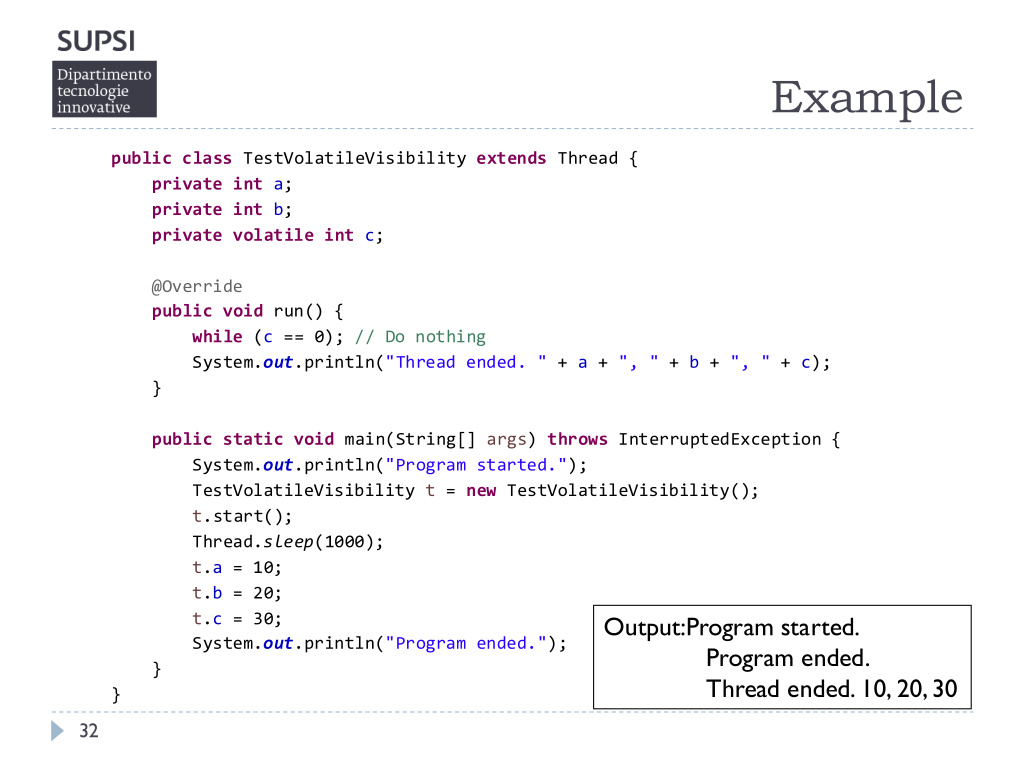 SUPSI
Dipartimento
tecnologie
innovative
Example
public class TestVolatileVisibility extends Thread {
    private int a;
    private int b;
    private volatile int c;

    @Override
    public void run() {
        while (c == 0); // Do nothing
        System.out.println("Thread ended. " + a + ", " + b + ", " + c);
    }

    public static void main(String[] args) throws InterruptedException {
        System.out.println("Program started.");
        TestVolatileVisibility t = new TestVolatileVisibility();
        t.start();
        Thread.sleep(1000);
        t.a = 10;
        t.b = 20;
        t.c = 30;
        System.out.println("Program ended.");
    }
}
Output:Program started.
Program ended.
Thread ended. 10, 20, 30
32